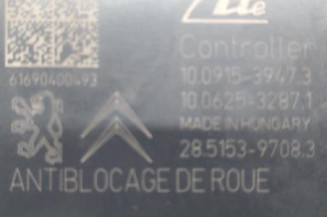 ATE
Controller
61690400493
10.0915-3947.3
10.0625-3287.1
MADE IN HUNGARY
28.5153-9708.3
ANTIBLOCAGE DE ROUE